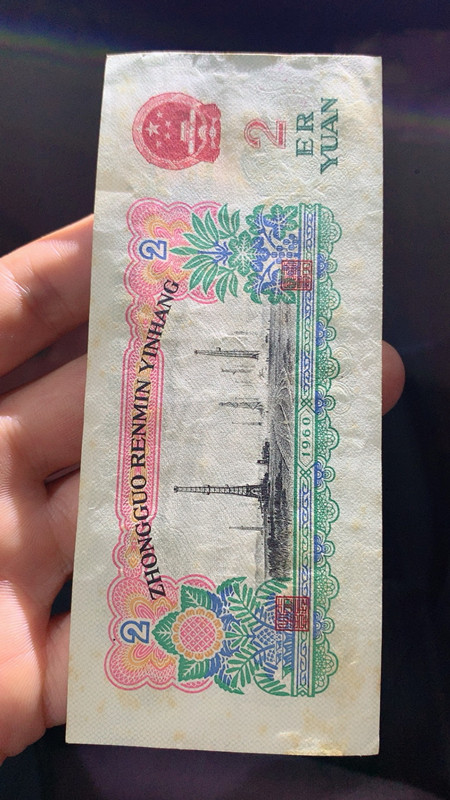 ZHONGGUO RENMIN YINHANG
2
2
2
ER
YUAN
1960